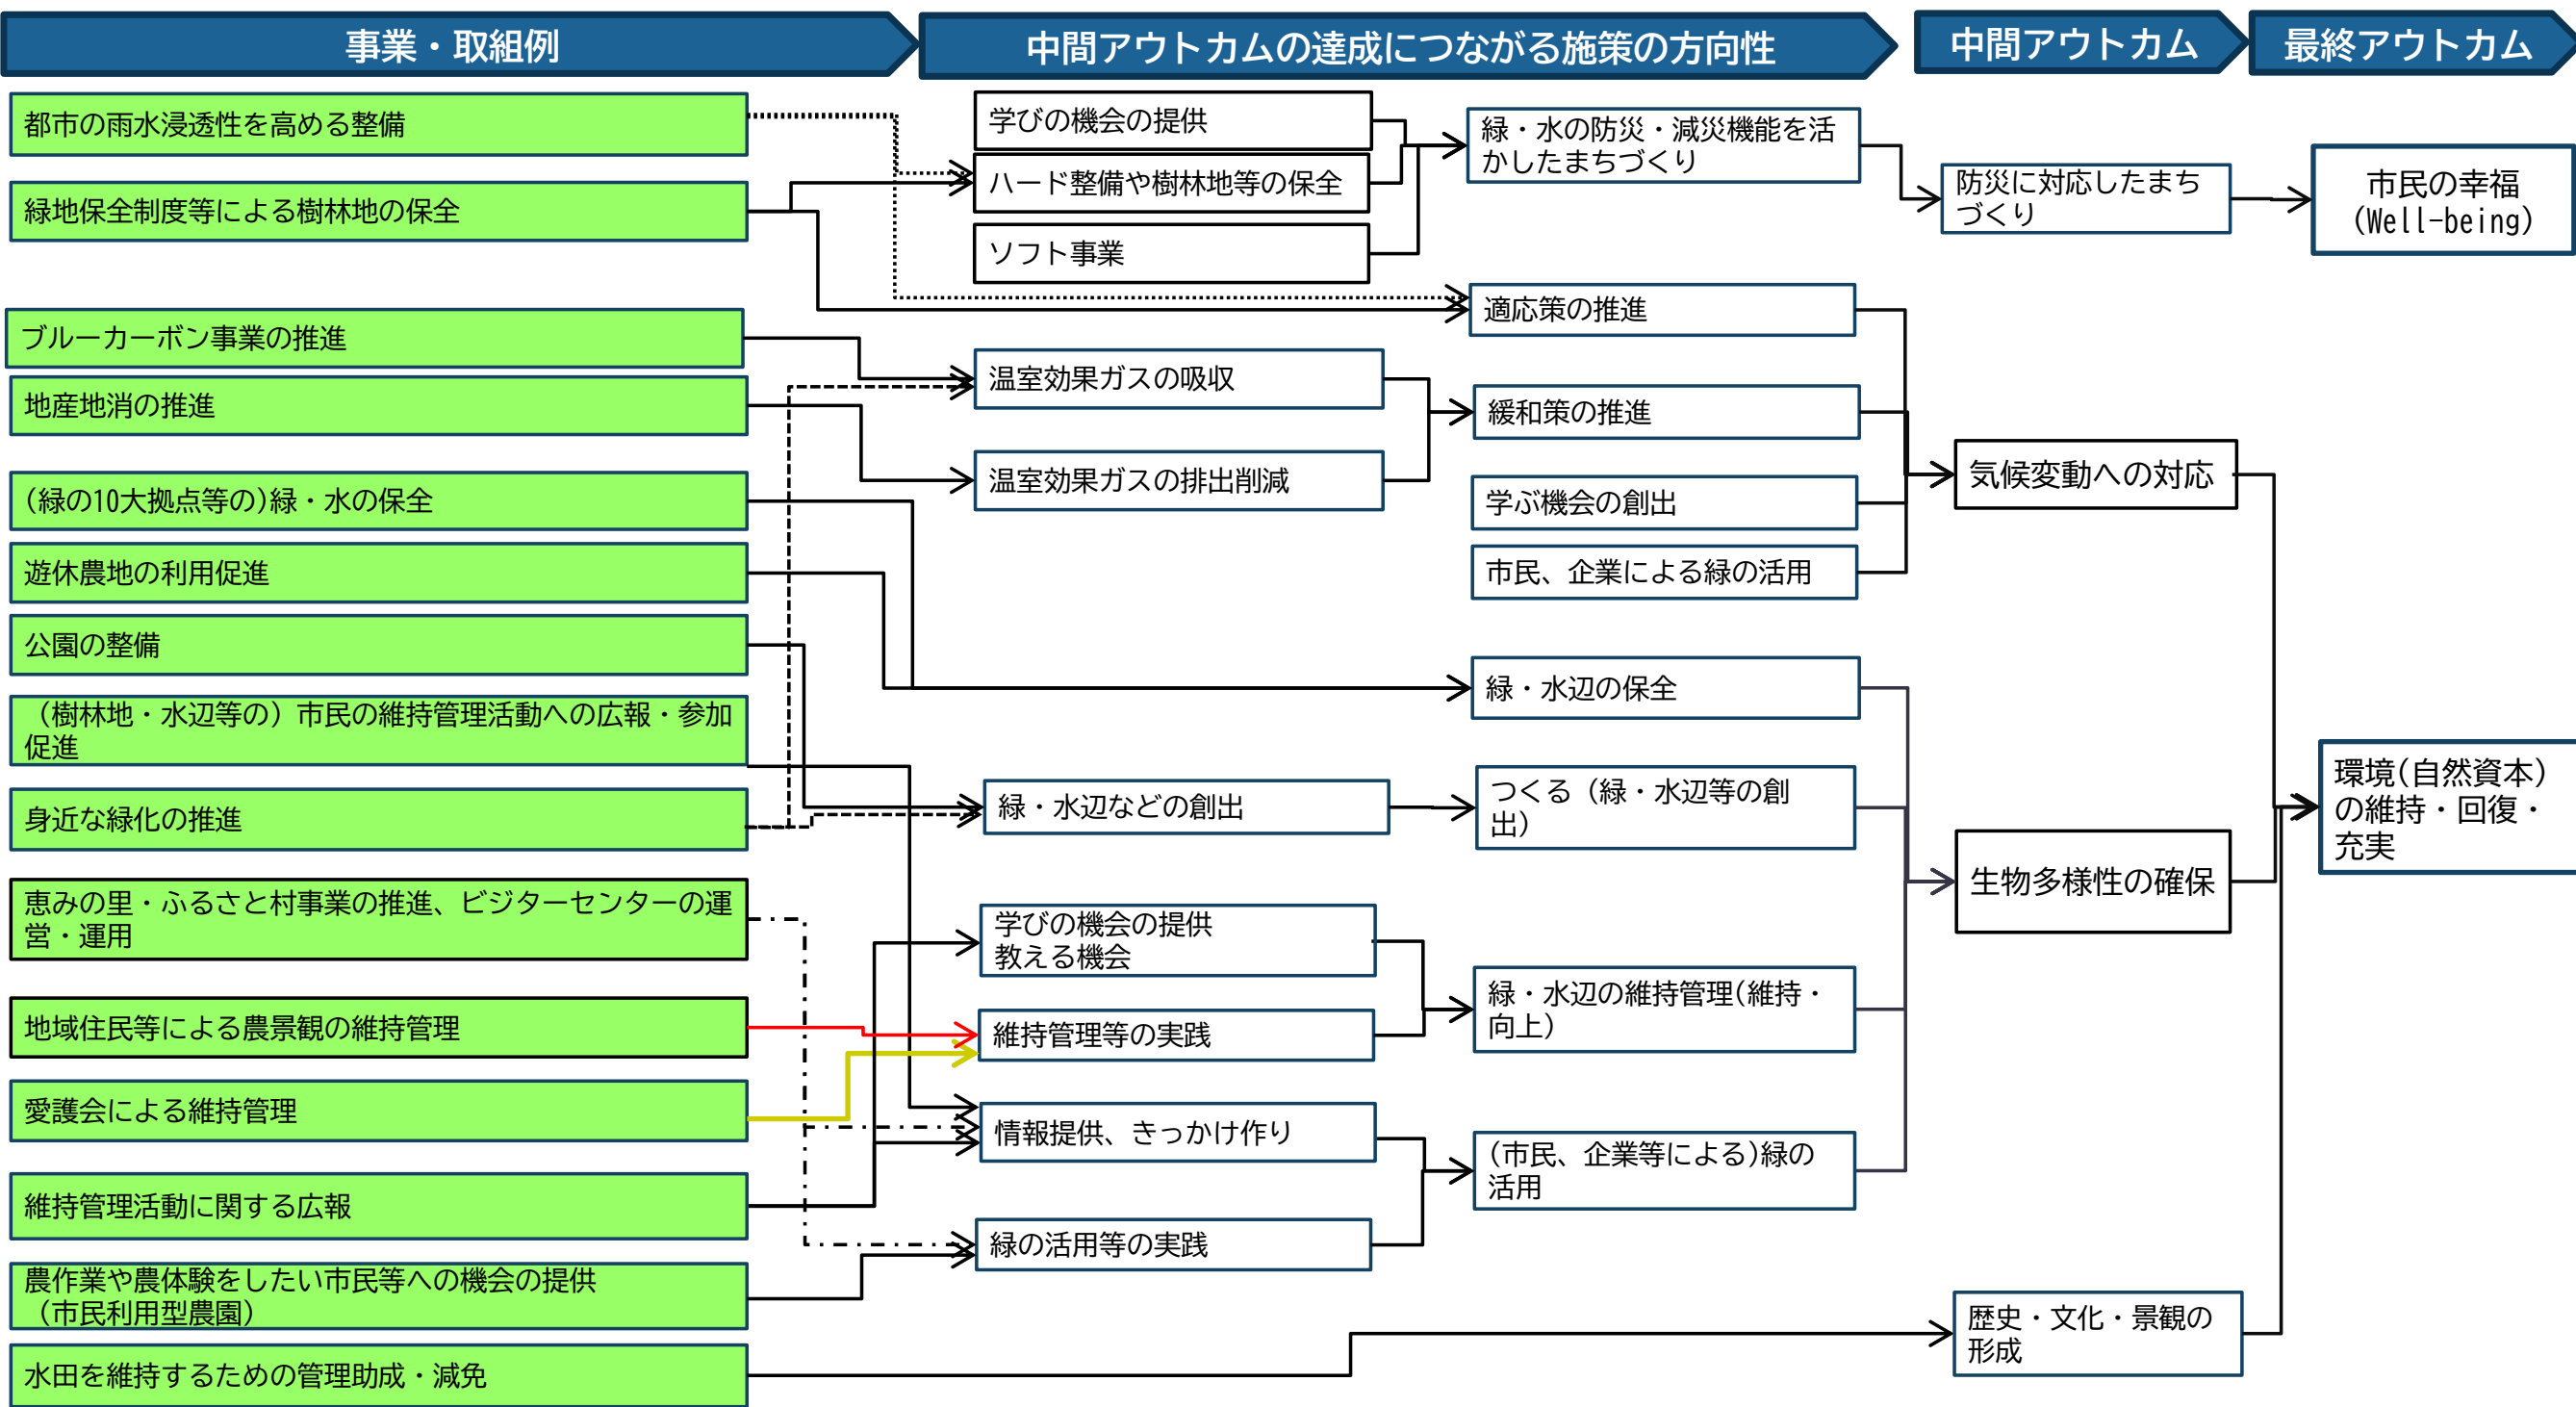 事業・取組例
中間アウトカムの達成につながる施策の方向性
中間アウトカム
最終アウトカム
都市の雨水浸透性を高める整備
緑地保全制度等による樹林地の保全
ブルーカーボン事業の推進
地産地消の推進
(緑の10大拠点等の)緑・水の保全
遊休農地の利用促進
公園の整備
（樹林地・水辺等の）市民の維持管理活動への広報・参加
促進
身近な緑化の推進
恵みの里・ふるさと村事業の推進、ビジターセンターの運
営・運用
地域住民等による農景観の維持管理
愛護会による維持管理
維持管理活動に関する広報
農作業や農体験をしたい市民等への機会の提供
（市民利用型農園）
水田を維持するための管理助成・減免
学びの機会の提供
ハード整備や樹林地等の保全
ソフト事業
温室効果ガスの吸収
温室効果ガスの排出削減
緑・水辺などの創出
学びの機会の提供
教える機会
維持管理等の実践
情報提供、きっかけ作り
緑の活用等の実践
緑・水の防災・減災機能を活
かしたまちづくり
適応策の推進
緩和策の推進
学ぶ機会の創出
市民、企業による緑の活用
緑・水辺の保全
つくる（緑・水辺等の創
出）
緑・水辺の維持管理(維持・
向上)
(市民、企業等による)緑の
活用
防災に対応したまち
づくり
気候変動への対応
生物多様性の確保
歴史・文化・景観の
形成
市民の幸福
(Well-being)
環境(自然資本)
の維持・回復・
充実